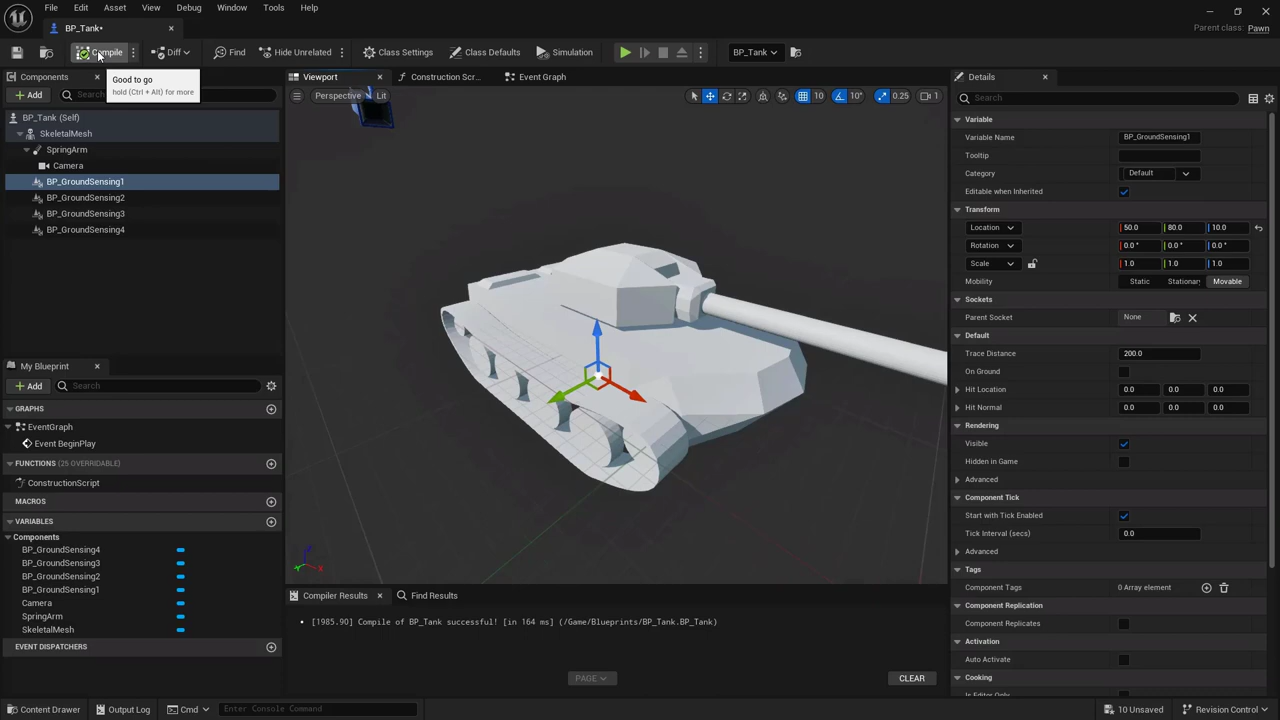 File Edit Asset View Debug Window Tools Help
BP_Tank•
Parent class: Pawn
Compile Diff Find Hide Unrelated Class Settings Class Defaults Simulation BP_Tank
Good to go
hold (Ctrl + Alt) for more
Components
Add
BP_Tank (Self)
SkeletalMesh
SpringArm
Camera
BP_GroundSensing1
BP_GroundSensing2
BP_GroundSensing3
BP_GroundSensing4
My Blueprint
Add Search
GRAPHS
EventGraph
Event BeginPlay
FUNCTIONS (25 OVERRIDABLE)
ConstructionScript
MACROS
VARIABLES
Components
BP_GroundSensing4
BP_GroundSensing3
BP_GroundSensing2
BP_GroundSensing1
Camera
SpringArm
SkeletalMesh
EVENT DISPATCHERS
Viewport Construction Scr... Event Graph
Perspective Lit 10 10° 0.25 1
Compiler Results Find Results
[1985.90] Compile of BP_Tank successful! [in 164 ms] (/Game/Blueprints/BP_Tank.BP_Tank)
PAGE CLEAR
Details
Search
Variable
Variable Name BP_GroundSensing1
Tooltip
Category Default
Editable when Inherited
Transform
Location 50.0 80.0 10.0
Rotation 0.0 ° 0.0 ° 0.0 °
Scale 1.0 1.0 1.0
Mobility Static Stationary Movable
Sockets
Parent Socket None
Default
Trace Distance 200.0
On Ground
Hit Location 0.0 0.0 0.0
Hit Normal 0.0 0.0 0.0
Rendering
Visible
Hidden in Game
Advanced
Component Tick
Start with Tick Enabled
Tick Interval (secs) 0.0
Advanced
Tags
Component Tags 0 Array element
Component Replication
Component Replicates
Activation
Auto Activate
Cooking
Is Editor Only
Content Drawer Output Log Cmd Enter Console Command 10 Unsaved Revision Control